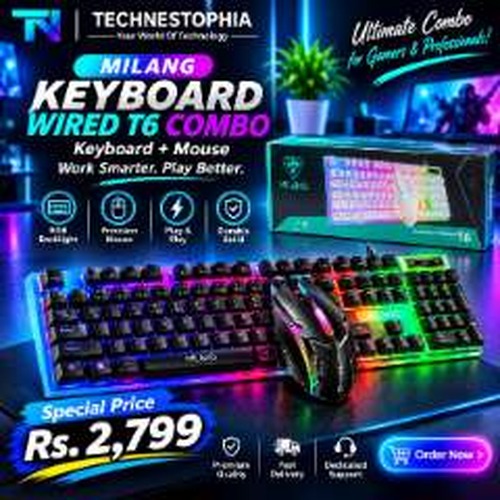 TN | TECHNESTOPHIA
Your World Of Technology
Ultimate Combo
for Gamers & Professionals!
MILANG
KEYBOARD
WIRED T6 COMBO
Keyboard + Mouse
Work Smarter. Play Better.
RGB Backlight
Precision Mouse
Plug & Play
Durable Build
T6
Special Price
Rs. 2,799
Premium Quality
Fast Delivery
Dedicated Support
Order Now >